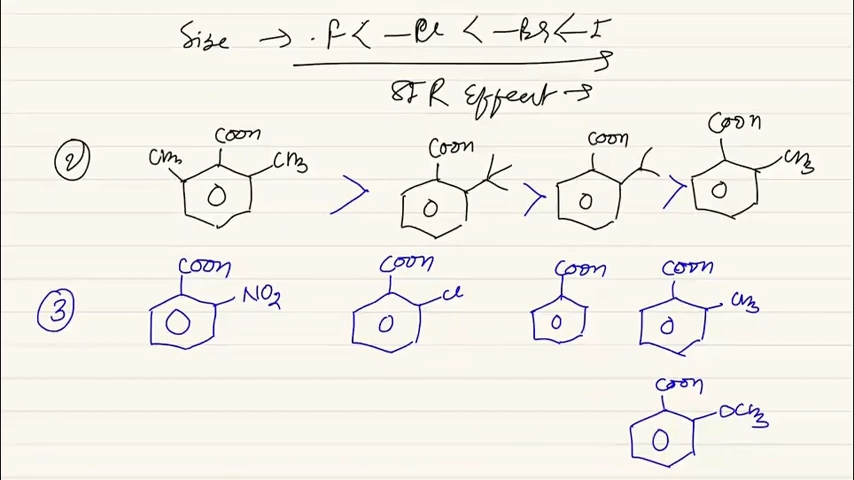 Size → . F < -Cl < -Br < -I
SIR Effect →
② COOH CH3 CH3 > COOH > COOH > COOH CH3
③ COOH NO2 COOH Cl COOH COOH CH3
COOH OCH3